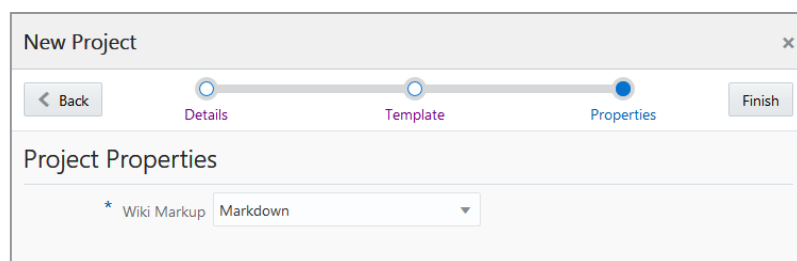 New Project ×
Back Finish
Details Template Properties
Project Properties
* Wiki Markup Markdown